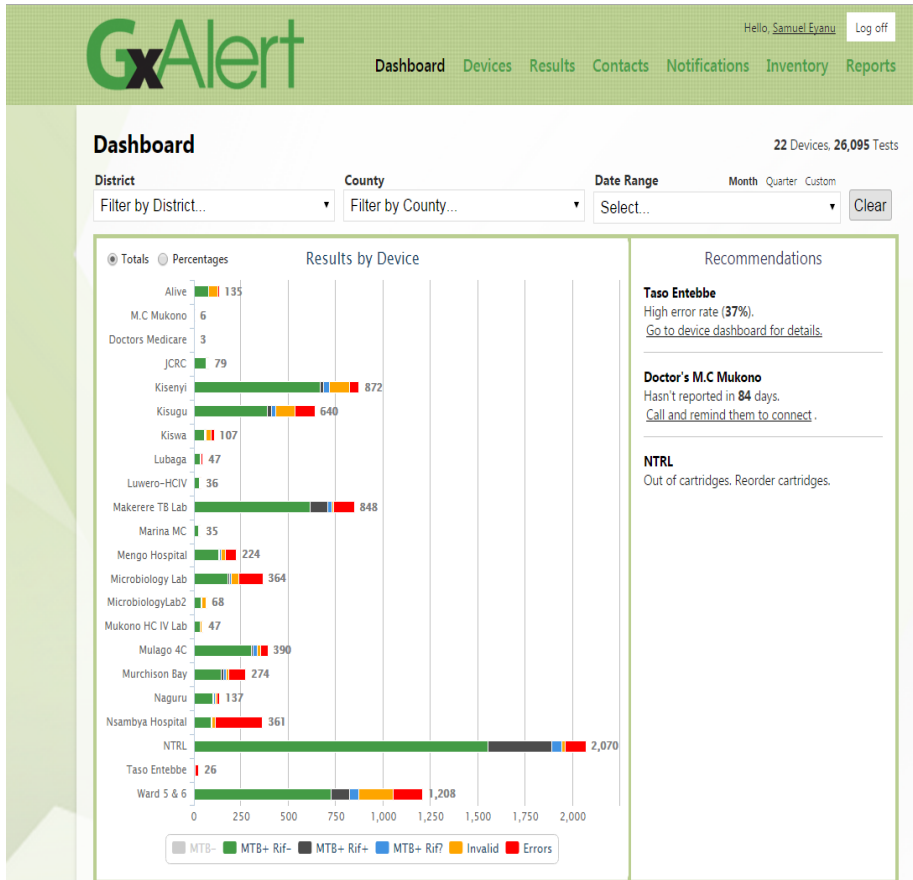 GxAlert
Hello, Samuel Eyanu Log off
Dashboard Devices Results Contacts Notifications Inventory Reports
Dashboard
22 Devices, 26,095 Tests
District County Date Range Month Quarter Custom
Filter by District... Filter by County... Select... Clear
Totals Percentages Results by Device
Alive 135
M.C Mukono 6
Doctors Medicare 3
JCRC 79
Kisenyi 872
Kisugu 640
Kiswa 107
Lubaga 47
Luwero-HCIV 36
Makerere TB Lab 848
Marina MC 35
Mengo Hospital 224
Microbiology Lab 364
MicrobiologyLab2 68
Mukono HC IV Lab 47
Mulago 4C 390
Murchison Bay 274
Naguru 137
Nsambya Hospital 361
NTRL 2,070
Taso Entebbe 26
Ward 5 & 6 1,208
0 250 500 750 1,000 1,250 1,500 1,750 2,000
MTB- MTB+ Rif- MTB+ Rif+ MTB+ Rif? Invalid Errors
Recommendations
Taso Entebbe
High error rate (37%).
Go to device dashboard for details.
Doctor's M.C Mukono
Hasn't reported in 84 days.
Call and remind them to connect.
NTRL
Out of cartridges. Reorder cartridges.